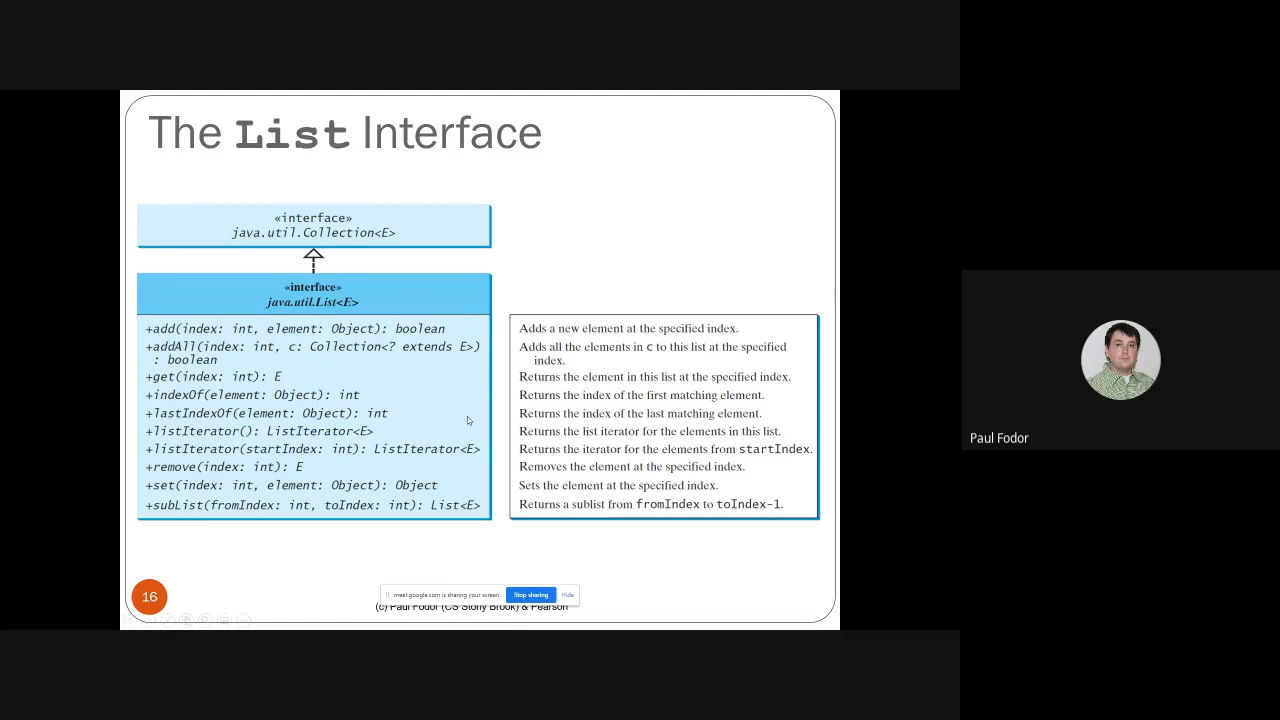 The List Interface
«interface»
java.util.Collection<E>
«interface»
java.util.List<E>
+add(index: int, element: Object): boolean
+addAll(index: int, c: Collection<? extends E>)
: boolean
+get(index: int): E
+indexOf(element: Object): int
+lastIndexOf(element: Object): int
+listIterator(): ListIterator<E>
+listIterator(startIndex: int): ListIterator<E>
+remove(index: int): E
+set(index: int, element: Object): Object
+subList(fromIndex: int, toIndex: int): List<E>
Adds a new element at the specified index.
Adds all the elements in c to this list at the specified
index.
Returns the element in this list at the specified index.
Returns the index of the first matching element.
Returns the index of the last matching element.
Returns the list iterator for the elements in this list.
Returns the iterator for the elements from startIndex.
Removes the element at the specified index.
Sets the element at the specified index.
Returns a sublist from fromIndex to toIndex-1.
16
meet.google.com is sharing your screen.
Stop sharing
Hide
(c) Paul Fodor (CS Stony Brook) & Pearson
Paul Fodor